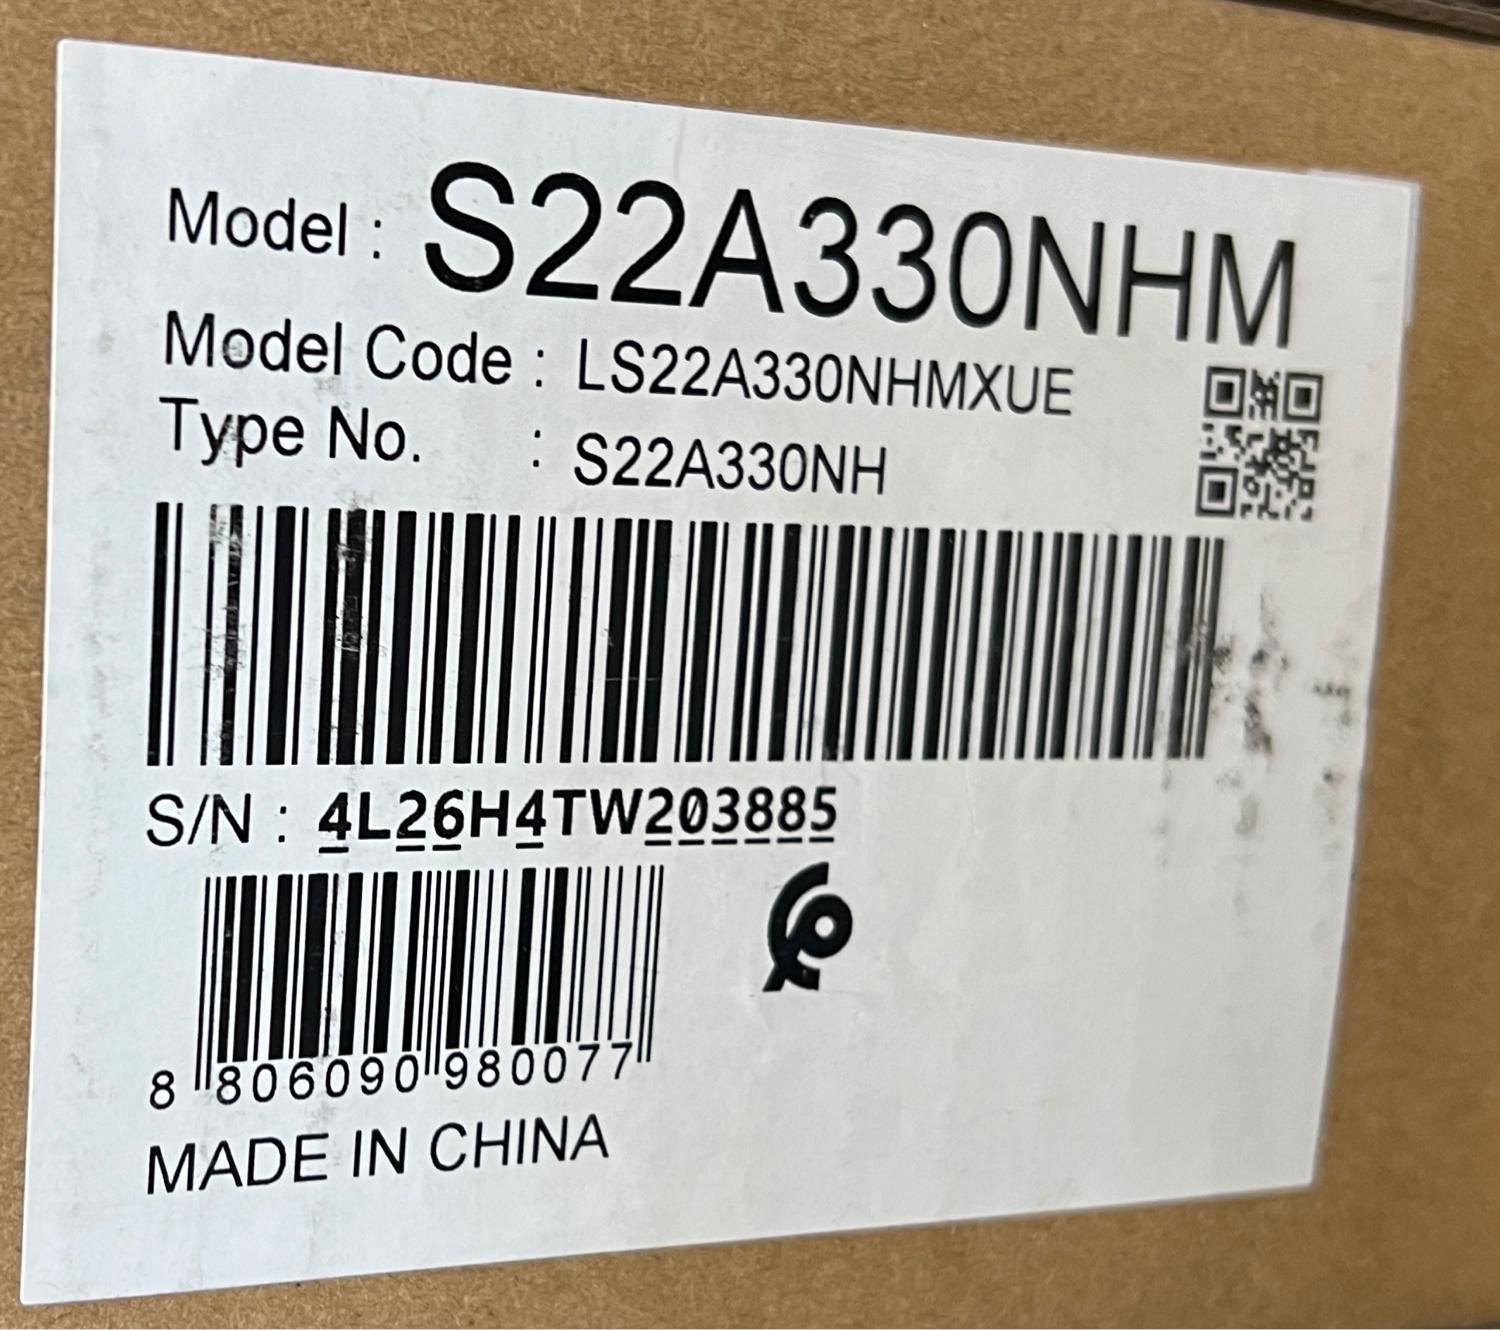 Model : S22A330NHM
Model Code : LS22A330NHMXUE
Type No. : S22A330NH
S/N : 4L26H4TW203885
8 806090 980077
MADE IN CHINA